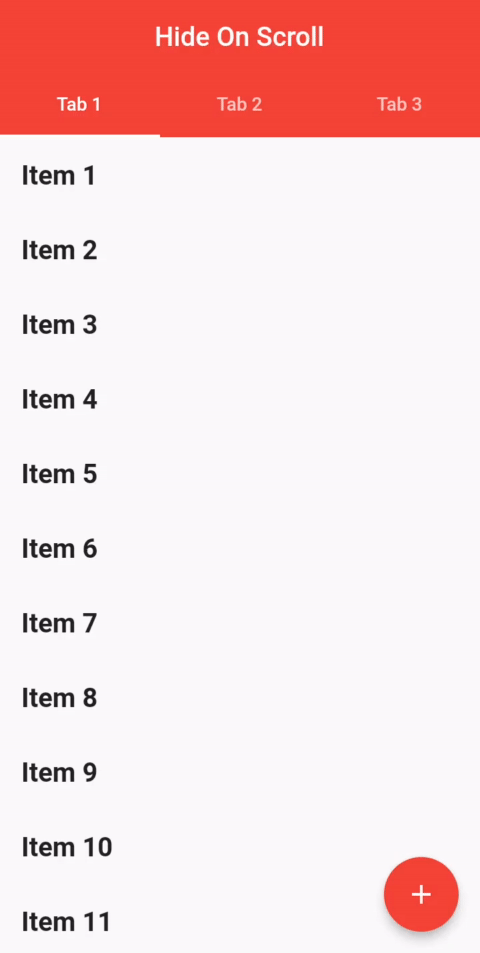 Hide On Scroll
Tab 1 Tab 2 Tab 3
Item 1
Item 2
Item 3
Item 4
Item 5
Item 6
Item 7
Item 8
Item 9
Item 10
Item 11
+